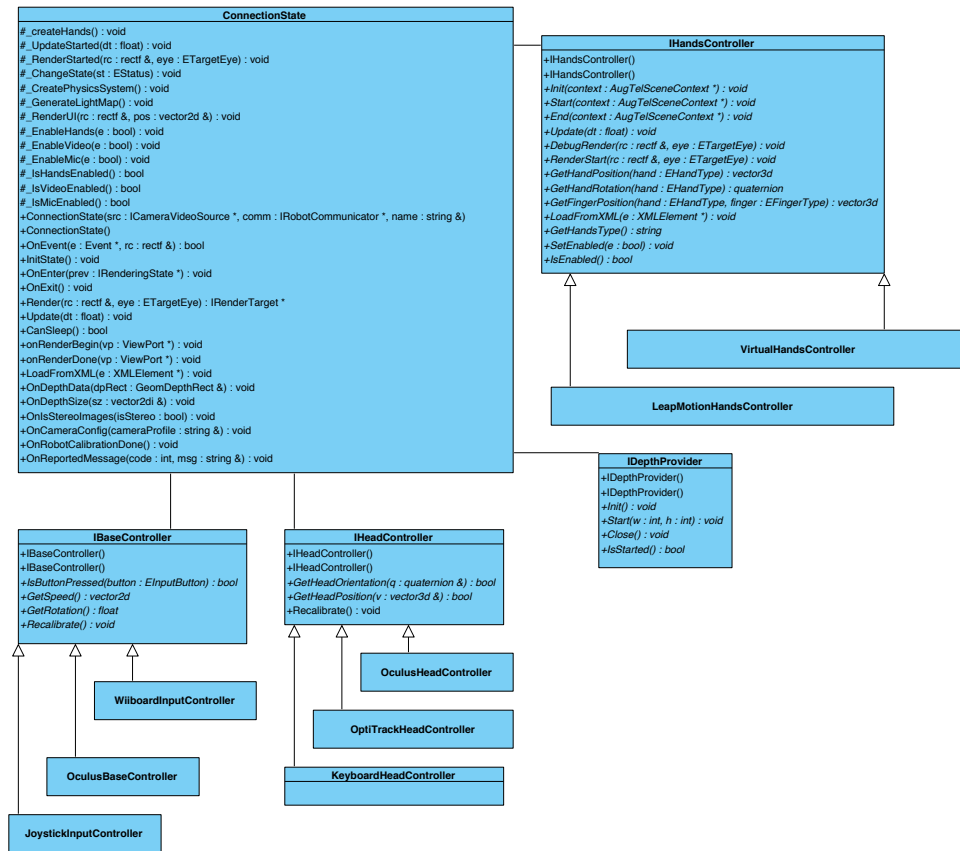 ConnectionState
#_createHands() : void
#_UpdateStarted(dt : float) : void
#_RenderStarted(rc : rectf &, eye : ETargetEye) : void
#_ChangeState(st : EStatus) : void
#_CreatePhysicsSystem() : void
#_GenerateLightMap() : void
#_RenderUI(rc : rectf &, pos : vector2d &) : void
#_EnableHands(e : bool) : void
#_EnableVideo(e : bool) : void
#_EnableMic(e : bool) : void
#_IsHandsEnabled() : bool
#_IsVideoEnabled() : bool
#_IsMicEnabled() : bool
+ConnectionState(src : ICameraVideoSource *, comm : IRobotCommunicator *, name : string &)
+ConnectionState()
+OnEvent(e : Event *, rc : rectf &) : bool
+InitState() : void
+OnEnter(prev : IRenderingState *) : void
+OnExit() : void
+Render(rc : rectf &, eye : ETargetEye) : IRenderTarget *
+Update(dt : float) : void
+CanSleep() : bool
+onRenderBegin(vp : ViewPort *) : void
+onRenderDone(vp : ViewPort *) : void
+LoadFromXML(e : XMLElement *) : void
+OnDepthData(dpRect : GeomDepthRect &) : void
+OnDepthSize(sz : vector2di &) : void
+OnIsStereoImages(isStereo : bool) : void
+OnCameraConfig(cameraProfile : string &) : void
+OnRobotCalibrationDone() : void
+OnReportedMessage(code : int, msg : string &) : void
IHandsController
+IHandsController()
+IHandsController()
+Init(context : AugTelSceneContext *) : void
+Start(context : AugTelSceneContext *) : void
+End(context : AugTelSceneContext *) : void
+Update(dt : float) : void
+DebugRender(rc : rectf &, eye : ETargetEye) : void
+RenderStart(rc : rectf &, eye : ETargetEye) : void
+GetHandPosition(hand : EHandType) : vector3d
+GetHandRotation(hand : EHandType) : quaternion
+GetFingerPosition(hand : EHandType, finger : EFingerType) : vector3d
+LoadFromXML(e : XMLElement *) : void
+GetHandsType() : string
+SetEnabled(e : bool) : void
+IsEnabled() : bool
VirtualHandsController
LeapMotionHandsController
IDepthProvider
+IDepthProvider()
+IDepthProvider()
+Init() : void
+Start(w : int, h : int) : void
+Close() : void
+IsStarted() : bool
IBaseController
+IBaseController()
+IBaseController()
+IsButtonPressed(button : EInputButton) : bool
+GetSpeed() : vector2d
+GetRotation() : float
+Recalibrate() : void
IHeadController
+IHeadController()
+IHeadController()
+GetHeadOrientation(q : quaternion &) : bool
+GetHeadPosition(v : vector3d &) : bool
+Recalibrate() : void
OculusHeadController
WiiboardInputController
OptiTrackHeadController
OculusBaseController
KeyboardHeadController
JoystickInputController